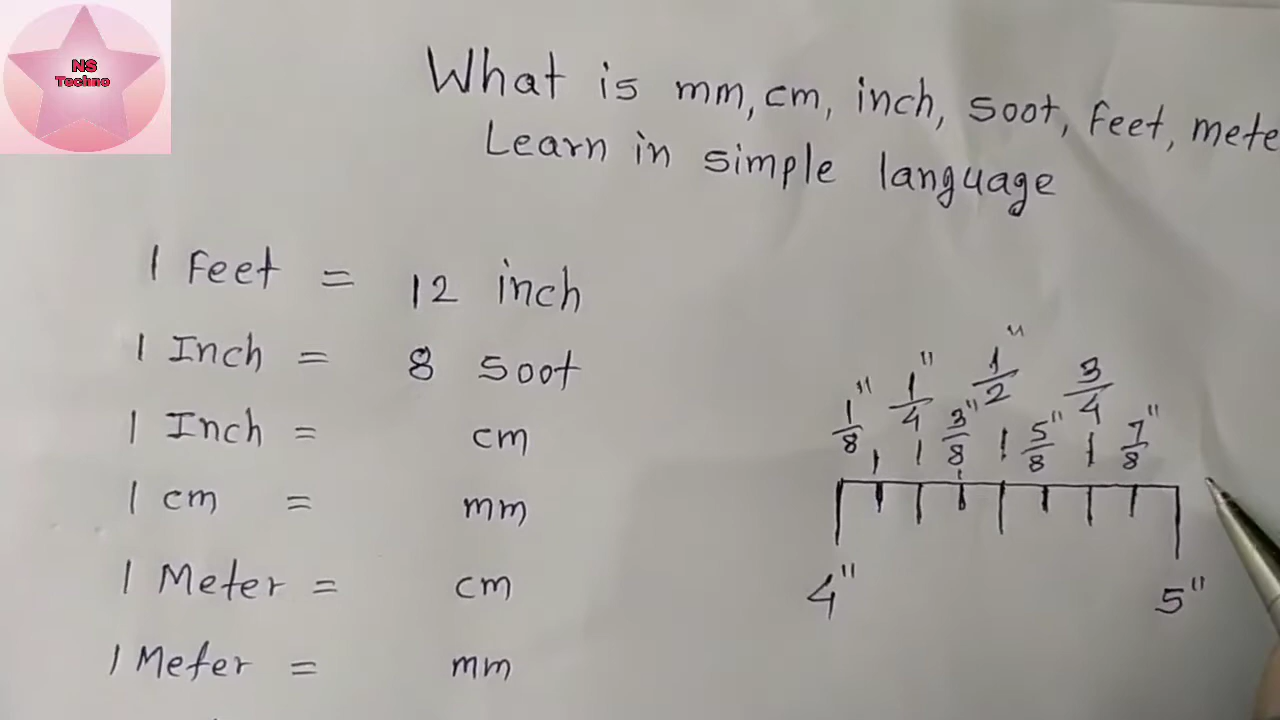 NS
Techno
What is mm, cm, inch, soot, feet, mete
Learn in simple language
1 Feet = 12 inch
1 Inch = 8 Soot
1 Inch = cm
1 cm = mm
1 Meter = cm
1 Meter = mm
1/8" 1/4" 3/8" 1/2" 5/8" 3/4 7/8"
4" 5"